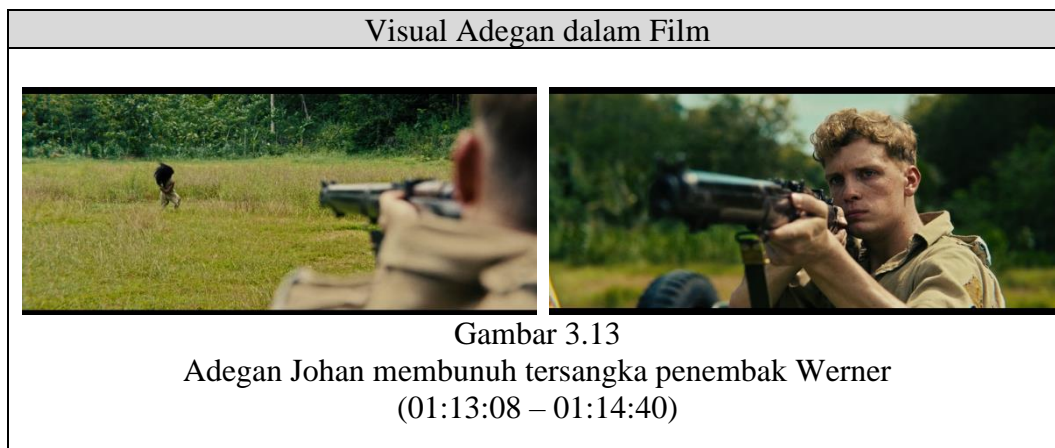 Visual Adegan dalam Film
Gambar 3.13
Adegan Johan membunuh tersangka penembak Werner
(01:13:08 – 01:14:40)